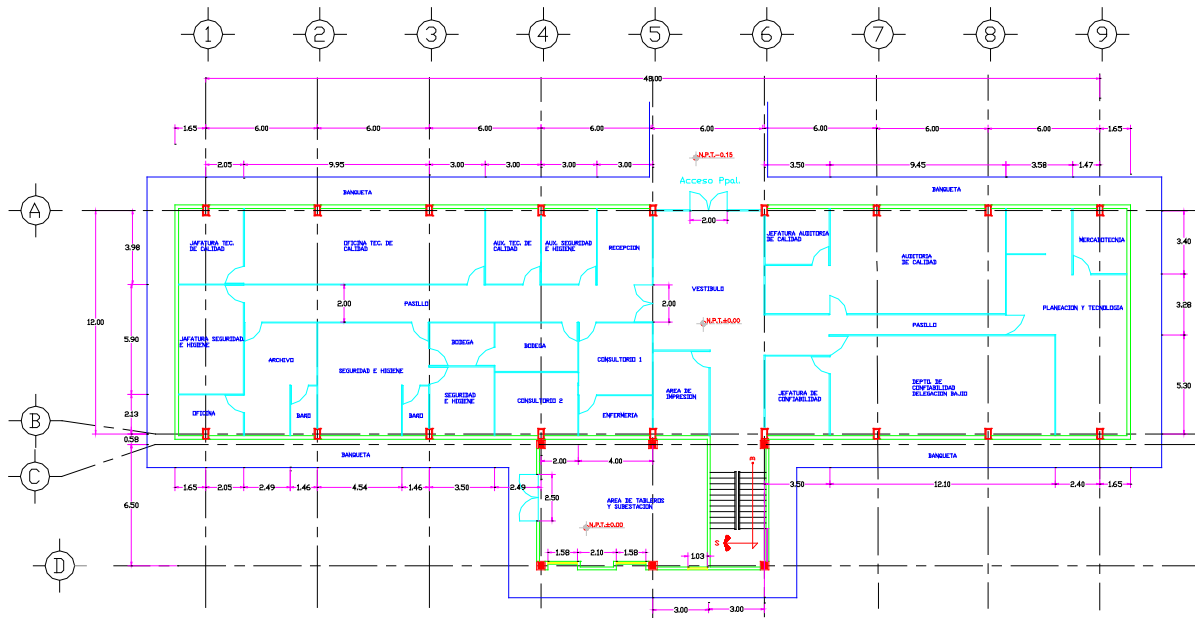 1 2 3 4 5 6 7 8 9
48.00
1.65 6.00 6.00 6.00 6.00 6.00 6.00 6.00 6.00 1.65
2.05 9.95 3.00 3.00 3.00 3.00 3.50 9.45 3.58 1.47
N.P.T.-0.15
Acceso Ppal.
BANQUETA
BANQUETA
A
2.00
JAFATURA TEC.
DE CALIDAD
OFICINA TEC. DE
CALIDAD
AUX. TEC. DE
CALIDAD
AUX. SEGURIDAD
E HIGIENE
RECEPCION
JEFATURA AUDITORIA
DE CALIDAD
AUDITORIA
DE CALIDAD
MERCADOTECNIA
3.98
3.40
VESTIBULO
PASILLO
2.00
2.00
3.28
PLANEACION Y TECNOLOGIA
12.00
N.P.T.±0.00
PASILLO
5.90
JAFATURA SEGURIDAD
E HIGIENE
ARCHIVO
SEGURIDAD E HIGIENE
BODEGA
BODEGA
CONSULTORIO 1
5.30
AREA DE
IMPRESION
JEFATURA DE
CONFIABILIDAD
DEPTO. DE
CONFIABILIDAD
DELEGACION BAJIO
SEGURIDAD
E HIGIENE
CONSULTORIO 2
2.13
OFICINA
BANO
BANO
ENFERMERIA
B
0.58
BANQUETA
BANQUETA
2.00 4.00
C
1.65 2.05 2.49 1.46 4.54 1.46 3.50 2.49
3.50 12.10 2.40 1.65
6.50
2.50
AREA DE TABLEROS
Y SUBESTACION
N.P.T.±0.00
S
1.58 2.10 1.58 1.03
D
3.00 3.00